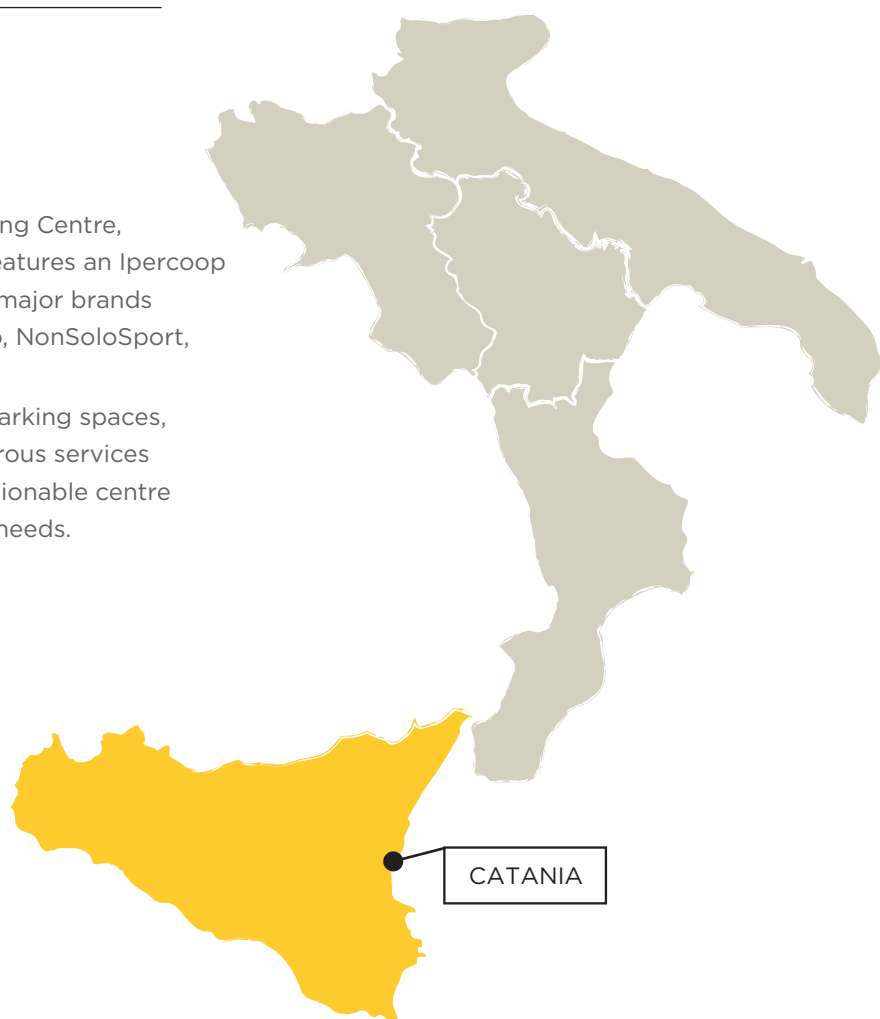 ng Centre,
eatures an Ipercoop
major brands
, NonSoloSport,
arking spaces,
rous services
ionable centre
needs.
CATANIA